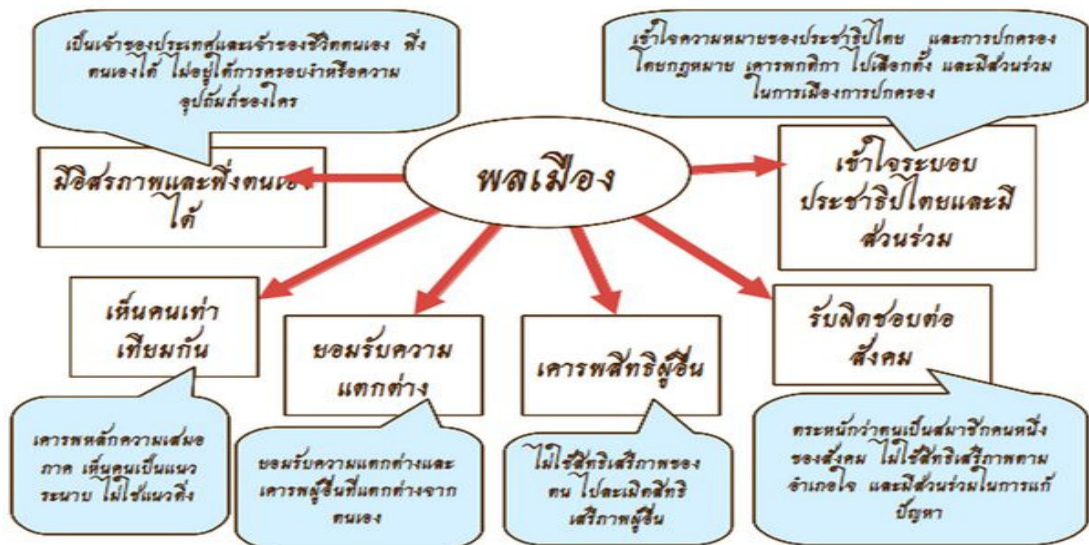 เป็นเจ้าของประเทศและเจ้าของชีวิตตนเอง พึ่ง
ตนเองได้ ไม่อยู่ใต้การครอบงำหรือความ
อุปถัมภ์ของใคร
เข้าใจความหมายของประชาธิปไตย และการปกครอง
โดยกฎหมาย เคารพกติกา ไปเลือกตั้ง และมีส่วนร่วม
ในการเมืองการปกครอง
พลเมือง
มีอิสรภาพและพึ่งตนเอง
ได้
เข้าใจระบอบ
ประชาธิปไตยและมี
ส่วนร่วม
เห็นคนเท่า
เทียมกัน
ยอมรับความ
แตกต่าง
เคารพสิทธิผู้อื่น
รับผิดชอบต่อ
สังคม
เคารพหลักความเสมอ
ภาค เห็นคนเป็นแนว
ระนาบ ไม่ใช่แนวดิ่ง
ยอมรับความแตกต่างและ
เคารพผู้อื่นที่แตกต่างจาก
ตนเอง
ไม่ใช้สิทธิเสรีภาพของ
ตน ไปละเมิดสิทธิ
เสรีภาพผู้อื่น
ตระหนักว่าตนเป็นสมาชิกคนหนึ่ง
ของสังคม ไม่ใช้สิทธิเสรีภาพตาม
อำเภอใจ และมีส่วนร่วมในการแก้
ปัญหา